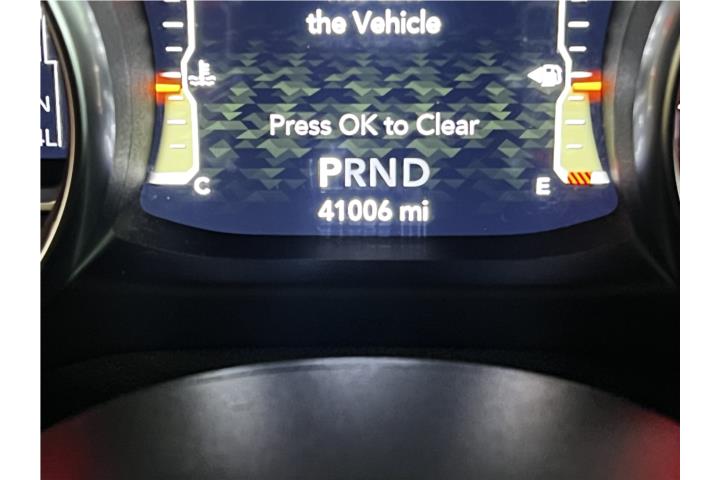 the Vehicle
Press OK to Clear
PRND
C
E
41006 mi
N